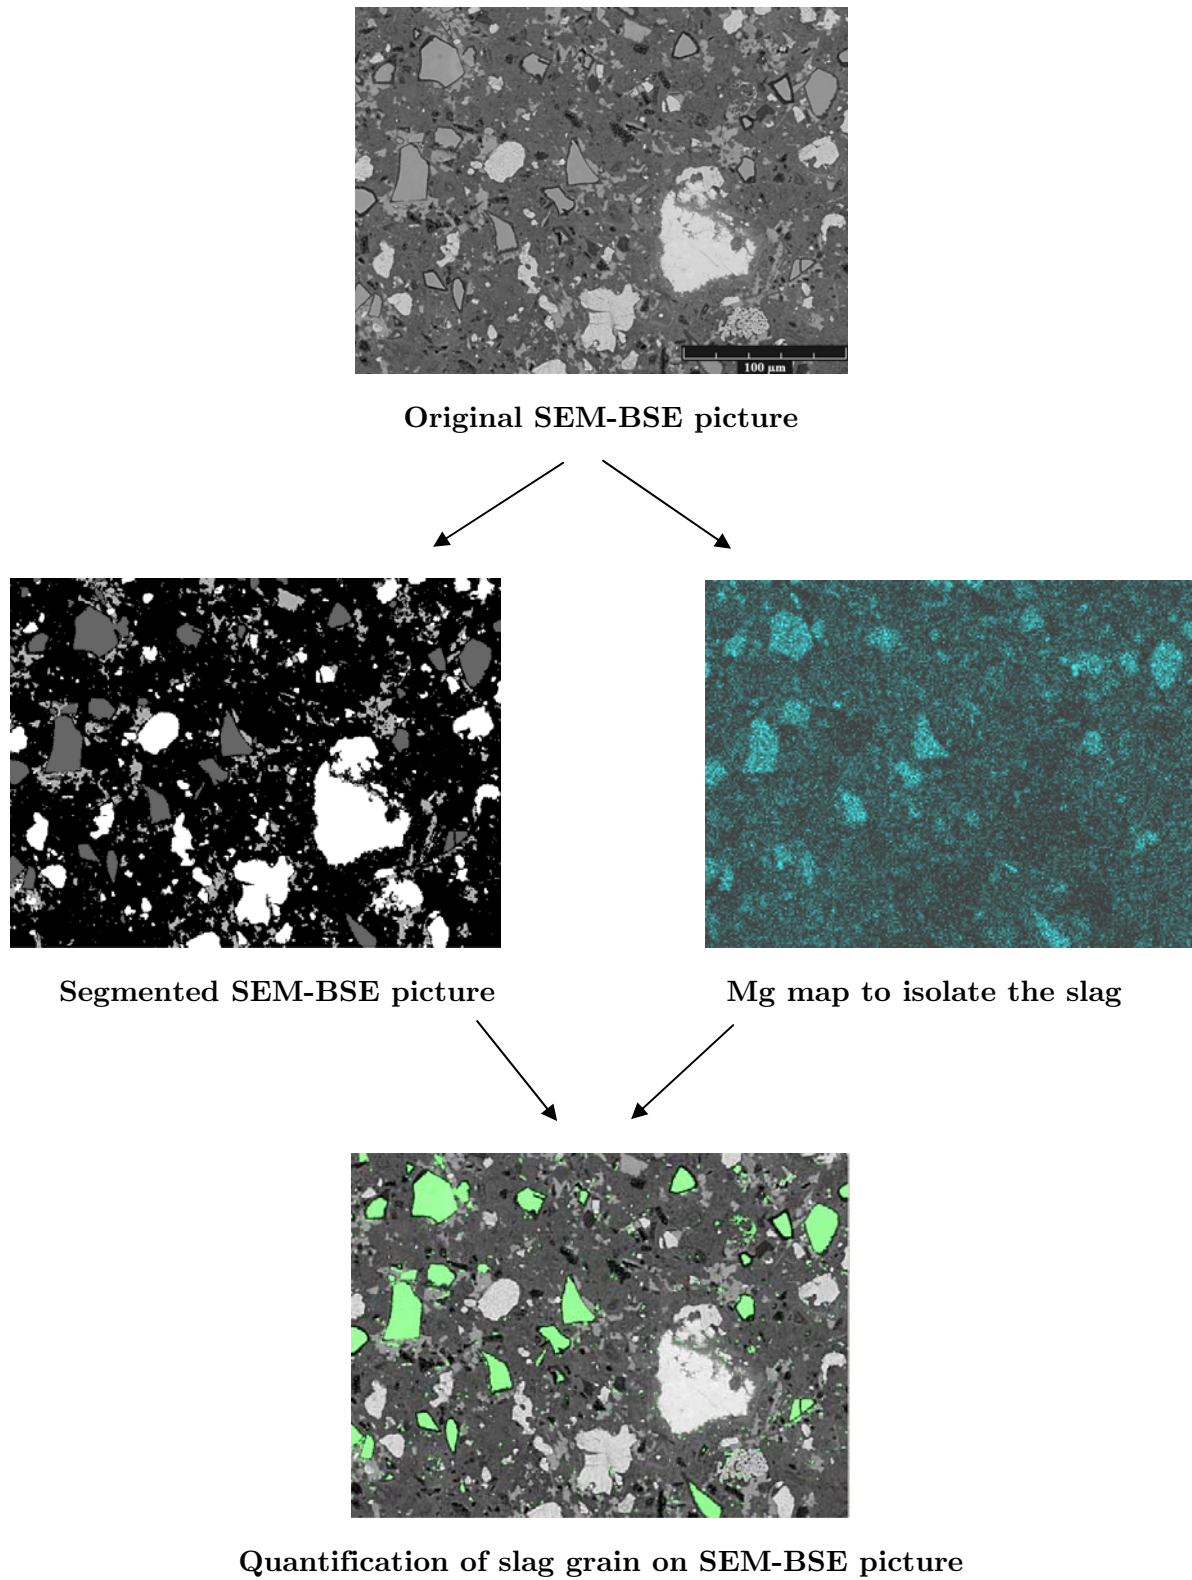 100 µm
Original SEM-BSE picture
Segmented SEM-BSE picture
Mg map to isolate the slag
Quantification of slag grain on SEM-BSE picture